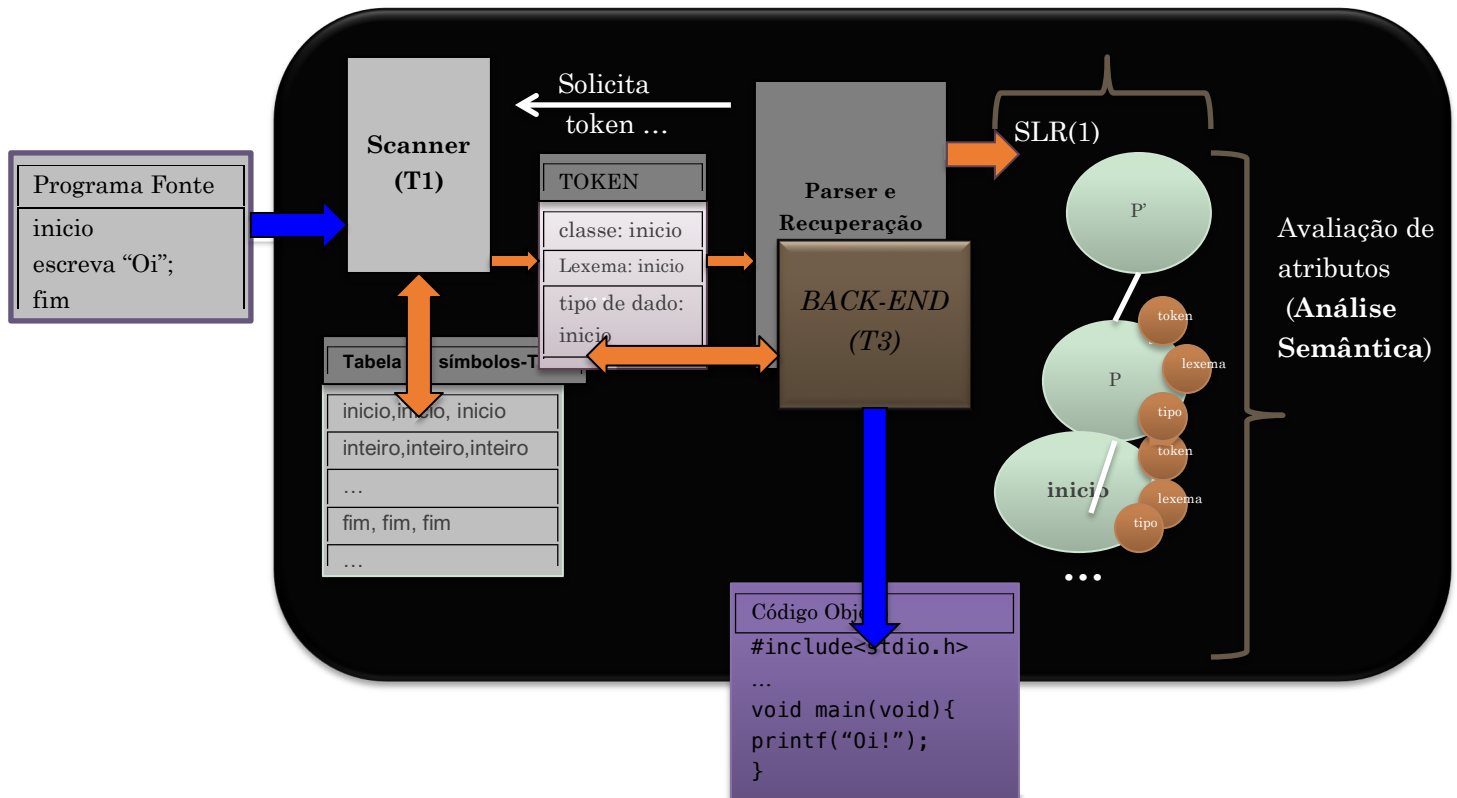 Programa Fonte
inicio
escreva “Oi”;
fim
Scanner
(T1)
Solicita
token ...
TOKEN
classe: inicio
Lexema: inicio
tipo de dado:
inicio
Tabela símbolos-T
inicio,inicio, inicio
inteiro,inteiro,inteiro
...
fim, fim, fim
...
Parser e
Recuperação
BACK-END
(T3)
SLR(1)
P’
P
token
lexema
tipo
inicio
token
lexema
tipo
...
Avaliação de
atributos
(Análise
Semântica)
Código Obje
#include<stdio.h>
...
void main(void){
printf(“Oi!”);
}